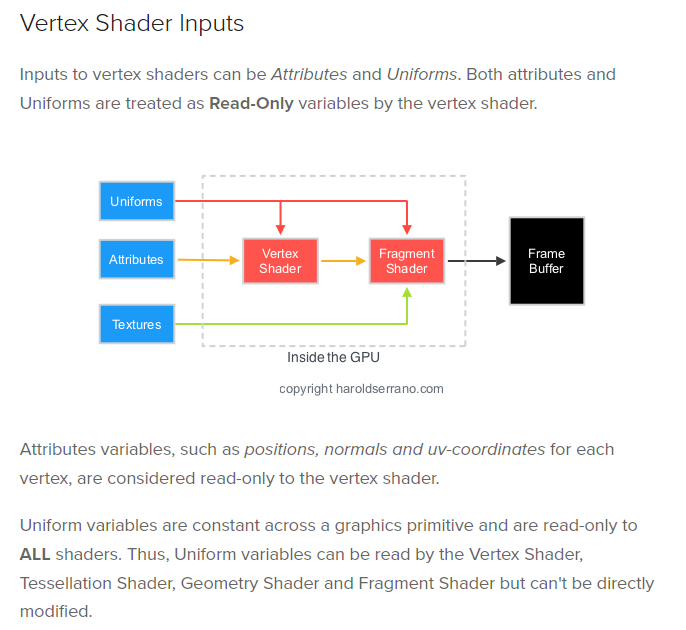 Vertex Shader Inputs
Inputs to vertex shaders can be Attributes and Uniforms. Both attributes and
Uniforms are treated as Read-Only variables by the vertex shader.
Uniforms
Attributes
Vertex
Shader
Fragment
Shader
Frame
Buffer
Textures
Inside the GPU
copyright haroldserrano.com
Attributes variables, such as positions, normals and uv-coordinates for each
vertex, are considered read-only to the vertex shader.
Uniform variables are constant across a graphics primitive and are read-only to
ALL shaders. Thus, Uniform variables can be read by the Vertex Shader,
Tessellation Shader, Geometry Shader and Fragment Shader but can't be directly
modified.